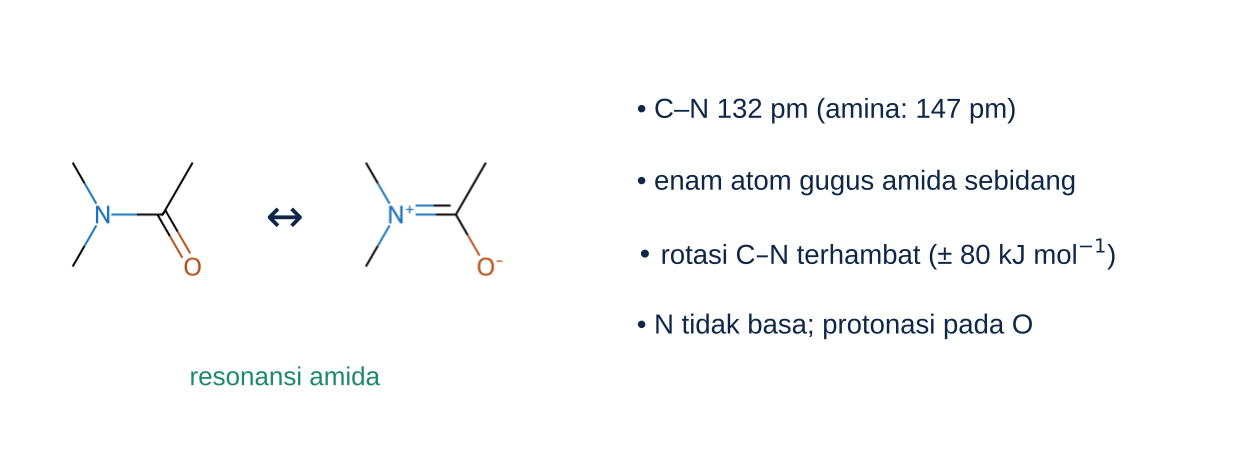 • C–N 132 pm (amina: 147 pm)
• enam atom gugus amida sebidang
• rotasi C–N terhambat (± 80 kJ mol⁻¹)
• N tidak basa; protonasi pada O
N
O
↔
N⁺
O⁻
resonansi amida